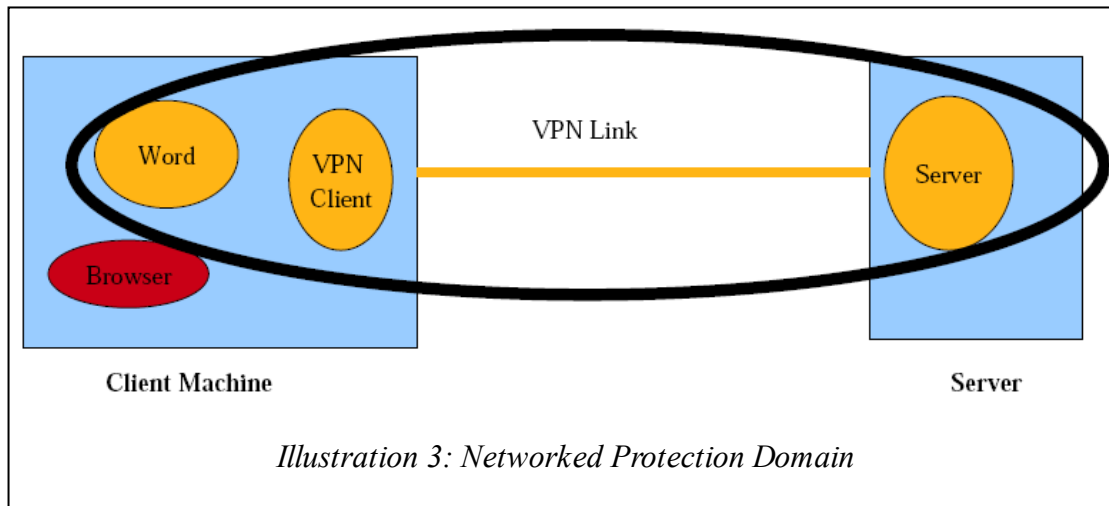 VPN Link
Word
VPN
Client
Server
Browser
Client Machine
Server
Illustration 3: Networked Protection Domain